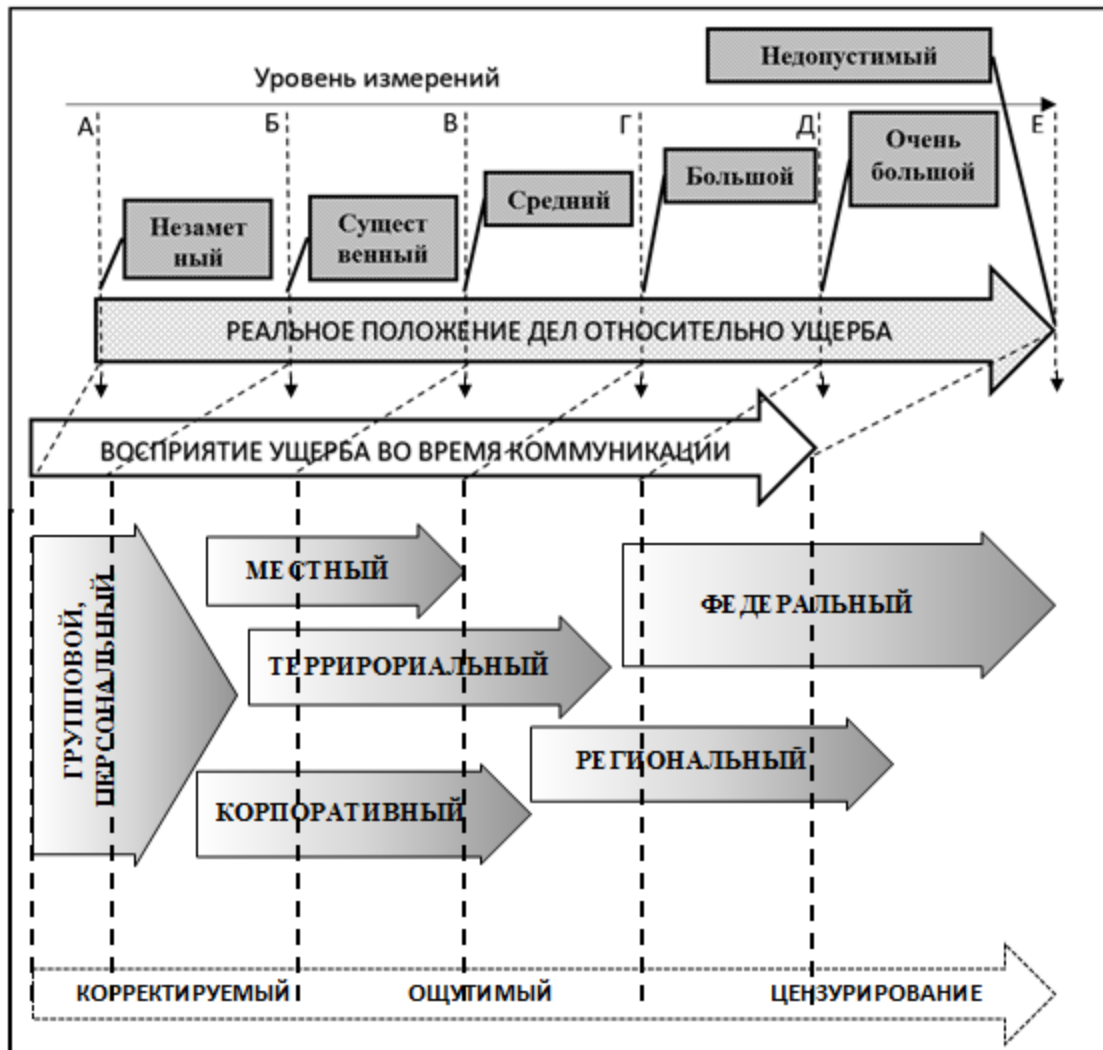 Недопустимый
Уровень измерений
А Б В Г Д Е
Очень
большой
Большой
Средний
Незамет
ный
Сущест
венный
РЕАЛЬНОЕ ПОЛОЖЕНИЕ ДЕЛ ОТНОСИТЕЛЬНО УЩЕРБА
ВОСПРИЯТИЕ УЩЕРБА ВО ВРЕМЯ КОММУНИКАЦИИ
ГРУППОВОЙ,
ПЕРСОНАЛЬНЫЙ
МЕСТНЫЙ
ФЕДЕРАЛЬНЫЙ
ТЕРРИРОРИАЛЬНЫЙ
РЕГИОНАЛЬНЫЙ
КОРПОРАТИВНЫЙ
КОРРЕКТИРУЕМЫЙ ОЩУТИМЫЙ ЦЕНЗУРИРОВАНИЕ